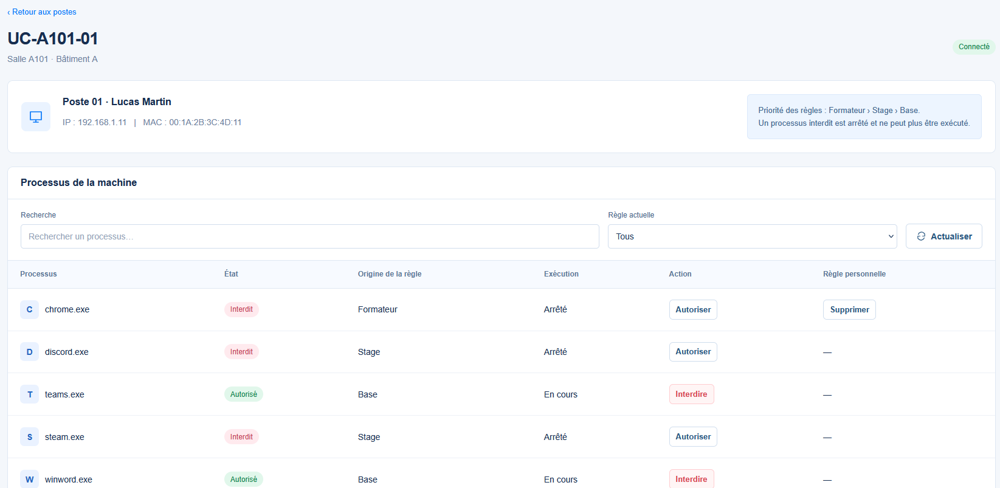 ‹ Retour aux postes
UC-A101-01
Salle A101 · Bâtiment A
Connecté
Poste 01 · Lucas Martin
IP : 192.168.1.11 | MAC : 00:1A:2B:3C:4D:11
Priorité des règles : Formateur › Stage › Base.
Un processus interdit est arrêté et ne peut plus être exécuté.
Processus de la machine
Recherche
Règle actuelle
Rechercher un processus…
Tous
Actualiser
Processus État Origine de la règle Exécution Action Règle personnelle
C chrome.exe Interdit Formateur Arrêté Autoriser Supprimer
D discord.exe Interdit Stage Arrêté Autoriser —
T teams.exe Autorisé Base En cours Interdire —
S steam.exe Interdit Stage Arrêté Autoriser —
W winword.exe Autorisé Base En cours Interdire —